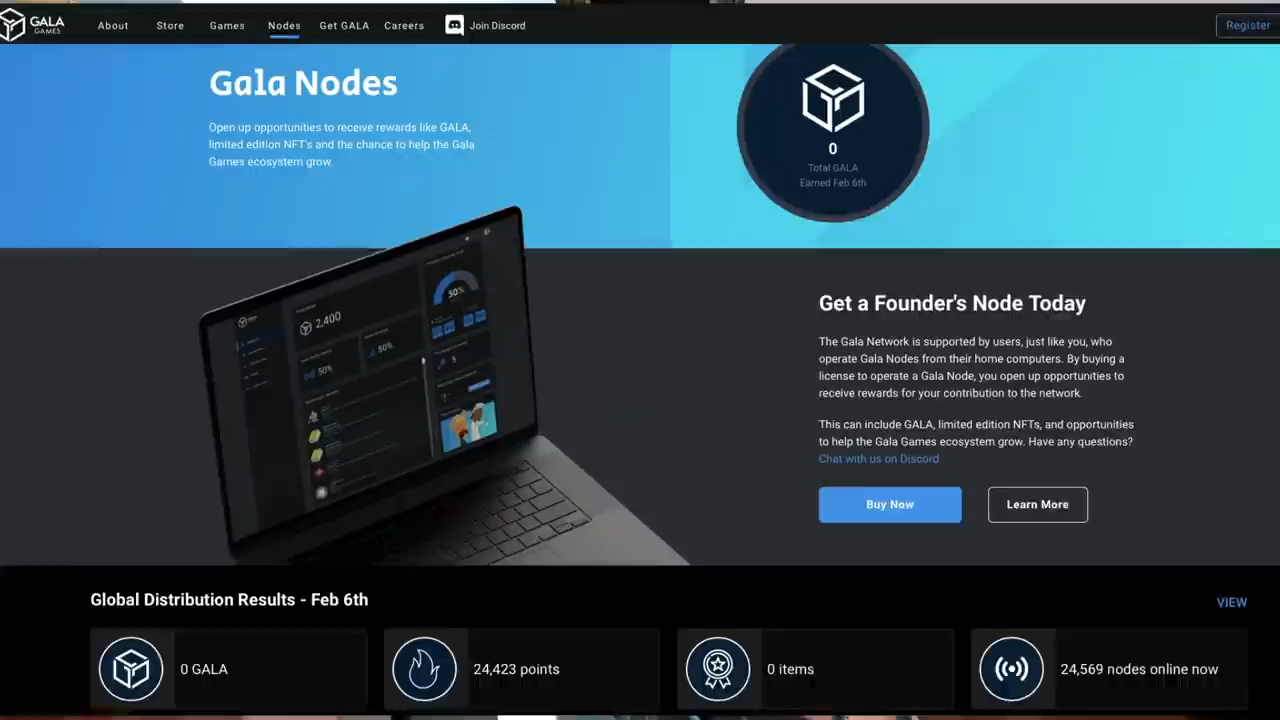 GALA
GAMES
About
Store
Games
Nodes
Get GALA
Careers
Join Discord
Register
Gala Nodes
Open up opportunities to receive rewards like GALA,
limited edition NFT's and the chance to help the Gala
Games ecosystem grow.
0
Total GALA
Earned Feb 6th
2,400
50%
50%
50%
5
Get a Founder's Node Today
The Gala Network is supported by users, just like you, who
operate Gala Nodes from their home computers. By buying a
license to operate a Gala Node, you open up opportunities to
receive rewards for your contribution to the network.
This can include GALA, limited edition NFTs, and opportunities
to help the Gala Games ecosystem grow. Have any questions?
Chat with us on Discord
Buy Now
Learn More
Global Distribution Results - Feb 6th
VIEW
0 GALA
24,423 points
0 items
24,569 nodes online now